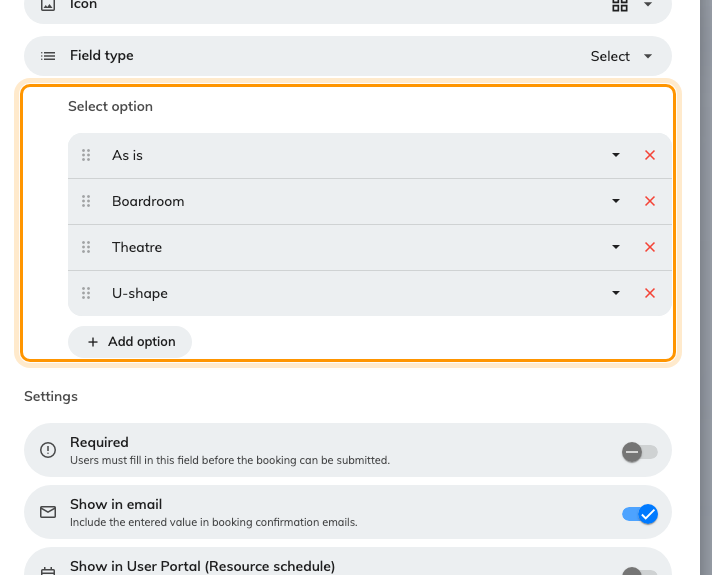 Icon
Field type
Select
Select option
As is
Boardroom
Theatre
U-shape
Add option
Settings
Required
Users must fill in this field before the booking can be submitted.
Show in email
Include the entered value in booking confirmation emails.
Show in User Portal (Resource schedule)